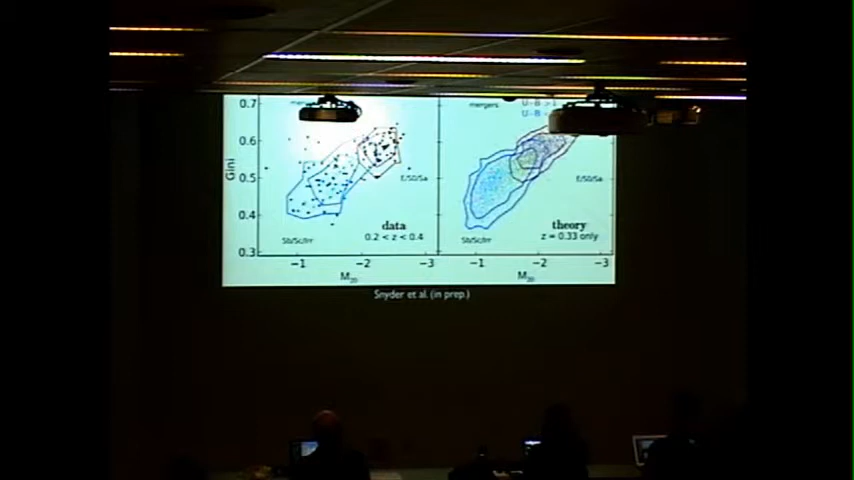 0.7
0.6
0.5
0.4
0.3
Gini
mergers
E/S0/Sa
data
0.2 < z < 0.4
Sb/Sc/Irr
−1
−2
−3
M20
mergers
U−B > 1
U−B
E/S0/Sa
theory
z = 0.33 only
Sb/Sc/Irr
−1
−2
−3
M20
Snyder et al. (in prep.)